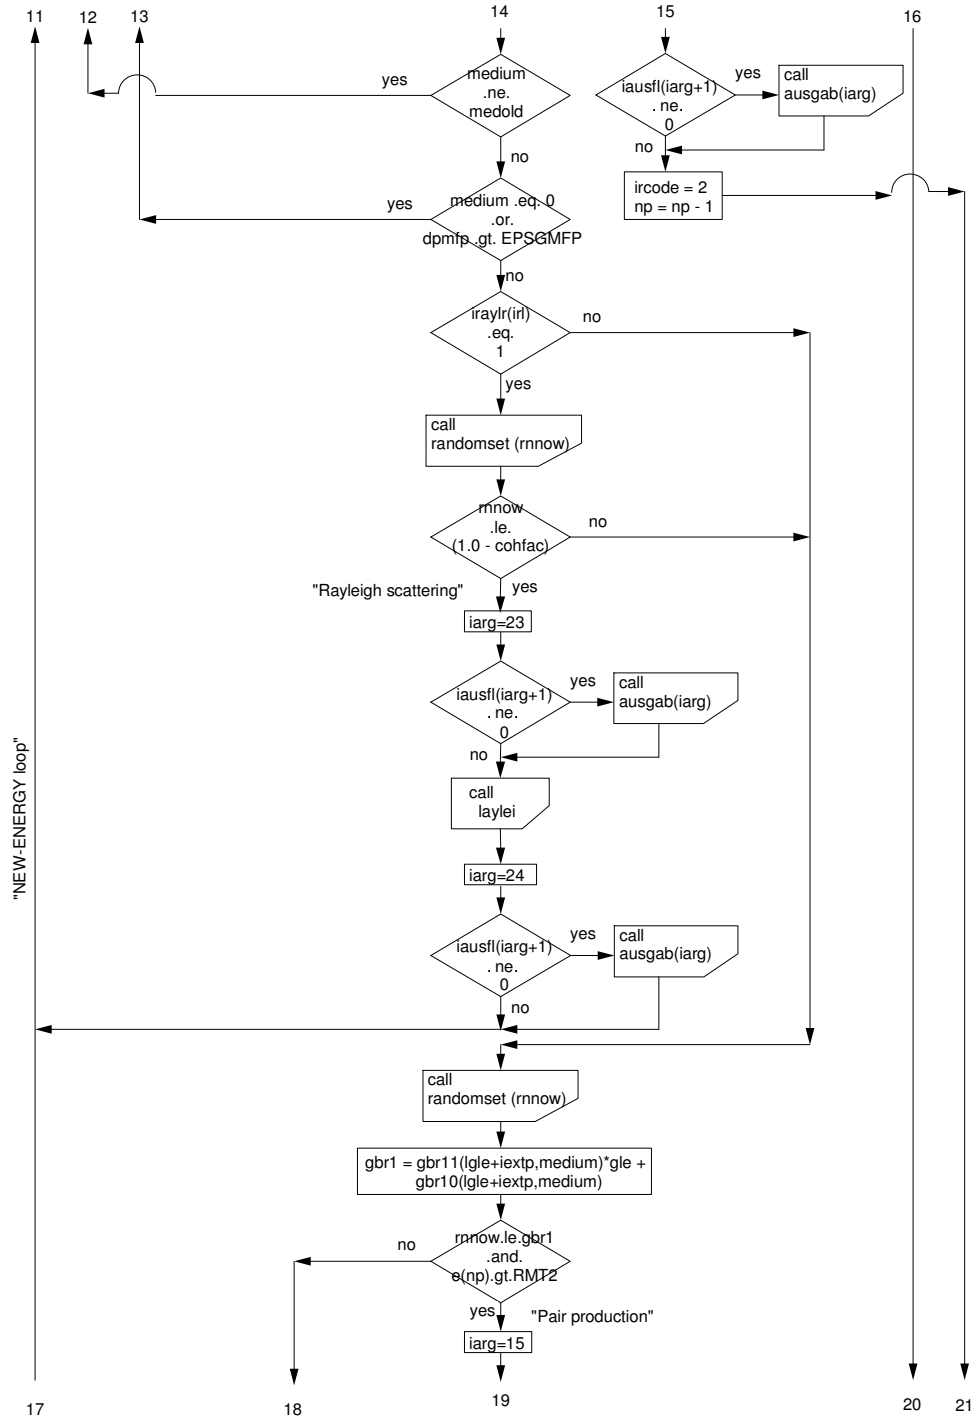 11
12
13
14
15
16
medium
.ne.
medold
yes
no
iausfl(iarg+1)
. ne.
0
yes
call
ausgab(iarg)
no
ircode = 2
np = np - 1
medium .eq. 0
.or.
dpmfp .gt. EPSGMFP
yes
no
iraylr(irl)
.eq.
1
no
yes
call
randomset (rnnow)
rnnow
.le.
(1.0 - cohfac)
no
"Rayleigh scattering"
yes
iarg=23
iausfl(iarg+1)
. ne.
0
yes
call
ausgab(iarg)
no
call
laylei
"NEW-ENERGY loop"
iarg=24
iausfl(iarg+1)
. ne.
0
yes
call
ausgab(iarg)
no
call
randomset (rnnow)
gbr1 = gbr11(lgle+iextp,medium)*gle +
gbr10(lgle+iextp,medium)
rnnow.le.gbr1
.and.
e(np).gt.RMT2
no
yes
"Pair production"
iarg=15
17
18
19
20
21